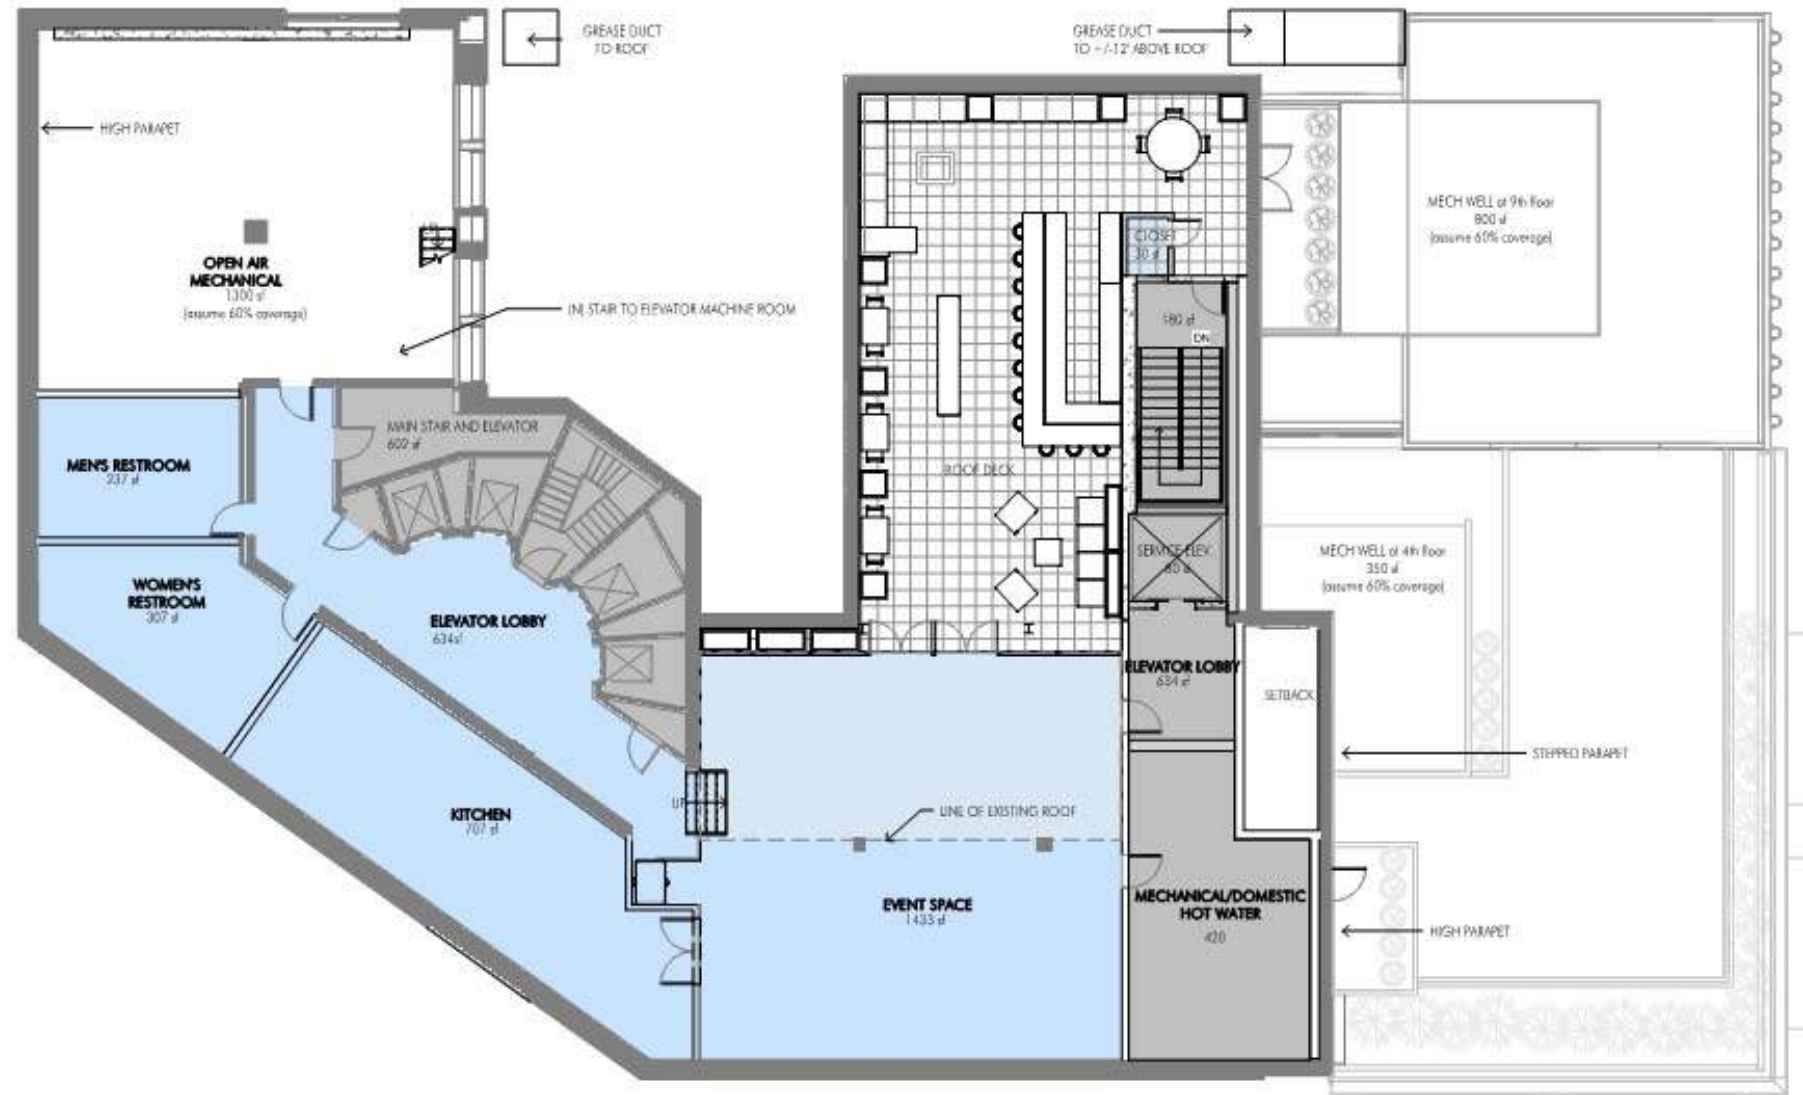 GREASE DUCT
TO ROOF
GREASE DUCT
TO +/-12' ABOVE ROOF
HIGH PARAPET
MECH WELL at 9th floor
800 sf
(assume 60% coverage)
CLOSET
30 sf
OPEN AIR
MECHANICAL
1300 sf
(assume 60% coverage)
(N) STAIR TO ELEVATOR MACHINE ROOM
180 sf
DN
MAIN STAIR AND ELEVATOR
602 sf
MEN'S RESTROOM
237 sf
ROOF DECK
SERVICE ELEV.
80 sf
MECH WELL at 4th floor
350 sf
(assume 60% coverage)
WOMEN'S
RESTROOM
307 sf
ELEVATOR LOBBY
634 sf
ELEVATOR LOBBY
634 sf
SETBACK
STEPPED PARAPET
UP
KITCHEN
707 sf
LINE OF EXISTING ROOF
EVENT SPACE
1433 sf
MECHANICAL/DOMESTIC
HOT WATER
420
HIGH PARAPET